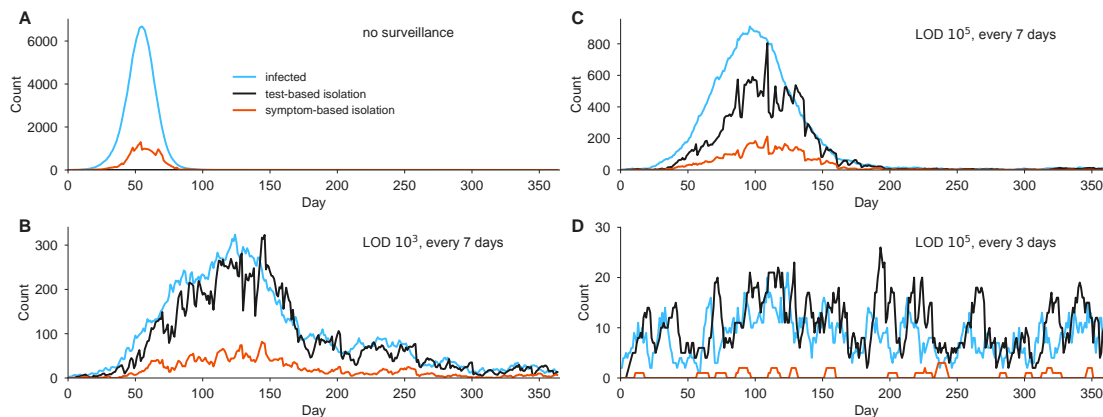 A
no surveillance
infected
test-based isolation
symptom-based isolation
Count
6000
4000
2000
0
0 50 100 150 200 250 300 350
Day
B
LOD 10³, every 7 days
Count
300
200
100
0
0 50 100 150 200 250 300 350
Day
C
LOD 10⁵, every 7 days
Count
800
600
400
200
0
0 50 100 150 200 250 300 350
Day
D
LOD 10⁵, every 3 days
Count
30
20
10
0
0 50 100 150 200 250 300 350
Day